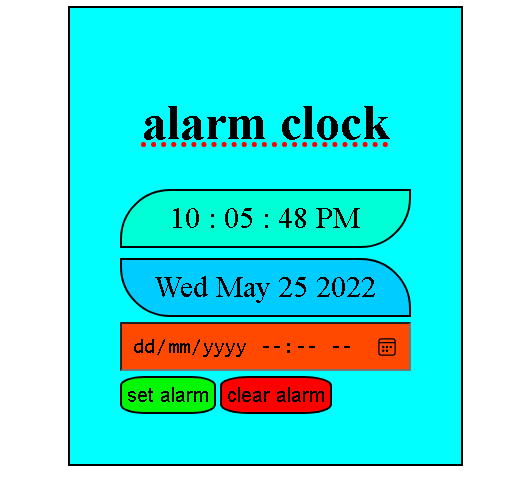 alarm clock
10 : 05 : 48 PM
Wed May 25 2022
dd/mm/yyyy --:-- --
set alarm clear alarm